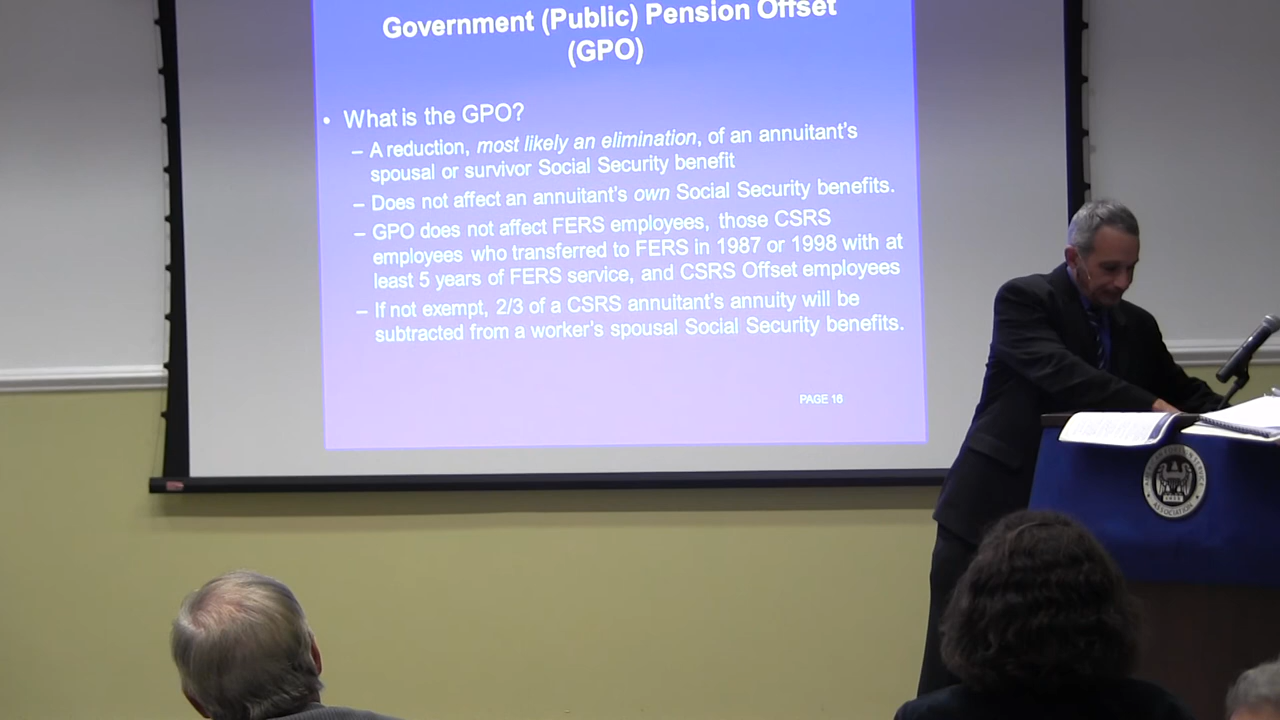 Government (Public) Pension Offset
(GPO)
• What is the GPO?
– A reduction, most likely an elimination, of an annuitant's
spousal or survivor Social Security benefit
– Does not affect an annuitant's own Social Security benefits.
– GPO does not affect FERS employees, those CSRS
employees who transferred to FERS in 1987 or 1998 with at
least 5 years of FERS service, and CSRS Offset employees
– If not exempt, 2/3 of a CSRS annuitant's annuity will be
subtracted from a worker's spousal Social Security benefits.
PAGE 16
ASSOCIATION